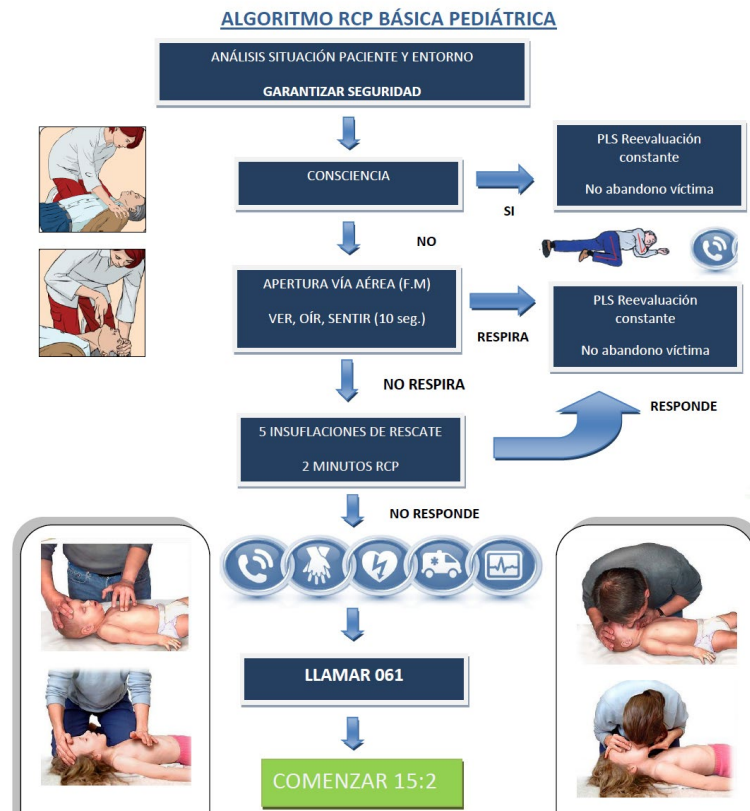 ALGORITMO RCP BÁSICA PEDIÁTRICA
ANÁLISIS SITUACIÓN PACIENTE Y ENTORNO
GARANTIZAR SEGURIDAD
CONSCIENCIA
SI
PLS Reevaluación
constante
No abandono víctima
NO
APERTURA VÍA AÉREA (F.M)
VER, OÍR, SENTIR (10 seg.)
RESPIRA
PLS Reevaluación
constante
No abandono víctima
NO RESPIRA
RESPONDE
5 INSUFLACIONES DE RESCATE
2 MINUTOS RCP
NO RESPONDE
LLAMAR 061
COMENZAR 15:2